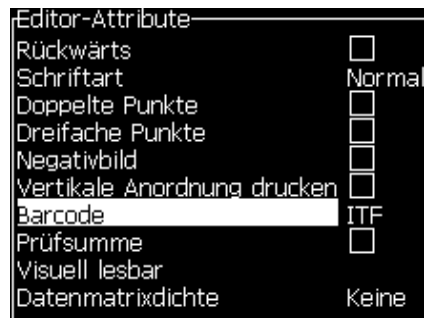 Editor-Attribute
Rückwärts
Schriftart Normal
Doppelte Punkte
Dreifache Punkte
Negativbild
Vertikale Anordnung drucken
Barcode ITF
Prüfsumme
Visuell lesbar
Datenmatrixdichte Keine